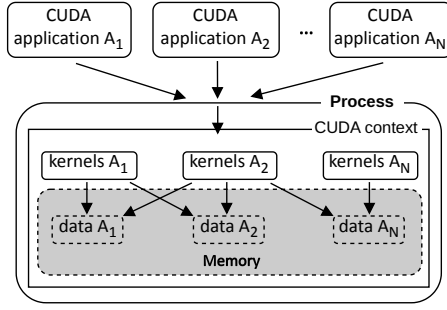 CUDA
application A1
CUDA
application A2
...
CUDA
application AN
Process
CUDA context
kernels A1
kernels A2
kernels AN
data A1
data A2
data AN
Memory